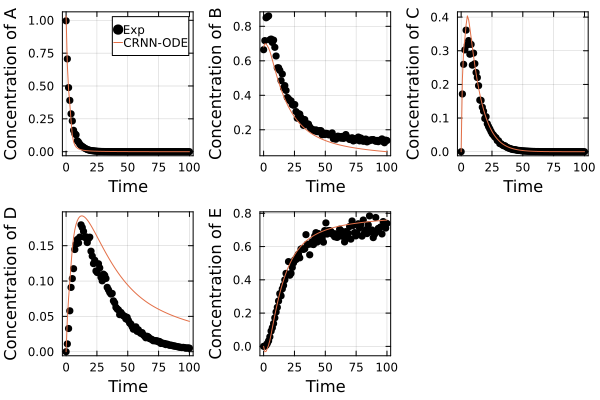 Concentration of A
1.00
0.75
0.50
0.25
0.00
0 25 50 75 100
Time
Exp
CRNN-ODE
Concentration of B
0.8
0.6
0.4
0.2
0 25 50 75 100
Time
Concentration of C
0.4
0.3
0.2
0.1
0.0
0 25 50 75 100
Time
Concentration of D
0.15
0.10
0.05
0.00
0 25 50 75 100
Time
Concentration of E
0.8
0.6
0.4
0.2
0.0
0 25 50 75 100
Time